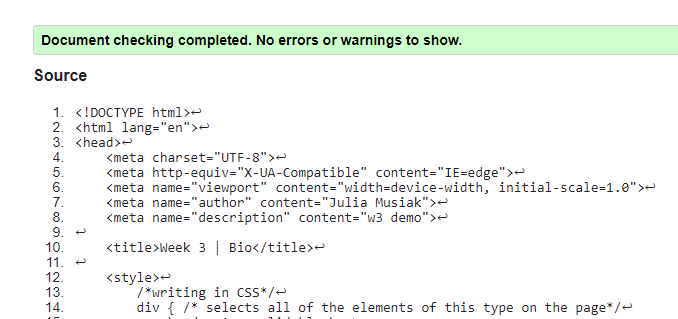 Document checking completed. No errors or warnings to show.
Source
1. <!DOCTYPE html>↩
2. <html lang="en">↩
3. <head>↩
4. <meta charset="UTF-8">↩
5. <meta http-equiv="X-UA-Compatible" content="IE=edge">↩
6. <meta name="viewport" content="width=device-width, initial-scale=1.0">↩
7. <meta name="author" content="Julia Musiak">↩
8. <meta name="description" content="w3 demo">↩
9. ↩
10. <title>Week 3 | Bio</title>↩
11. ↩
12. <style>↩
13. /*writing in CSS*/↩
14. div { /* selects all of the elements of this type on the page*/↩